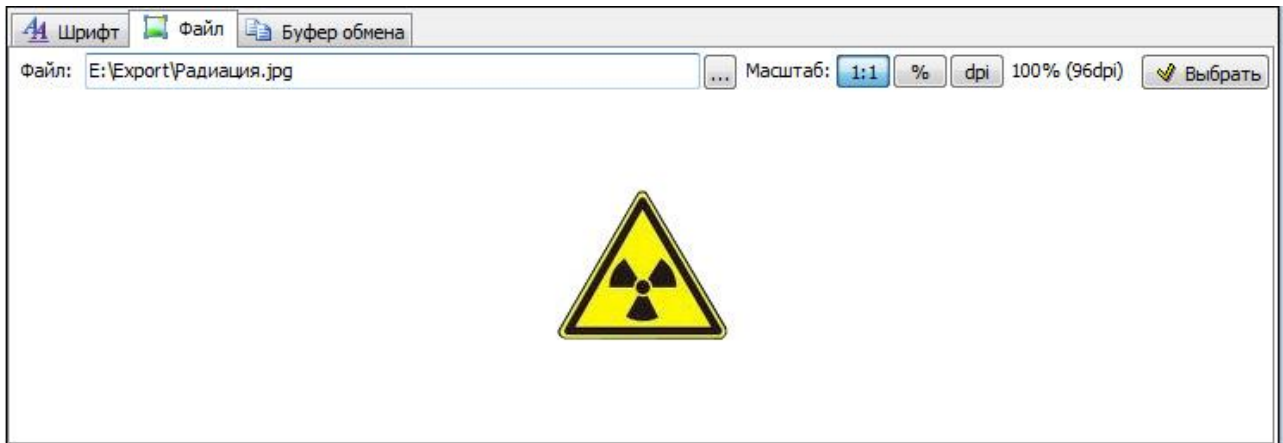 Шрифт Файл Буфер обмена
Файл: E:\Export\Радиация.jpg ... Масштаб: 1:1 % dpi 100% (96dpi) Выбрать